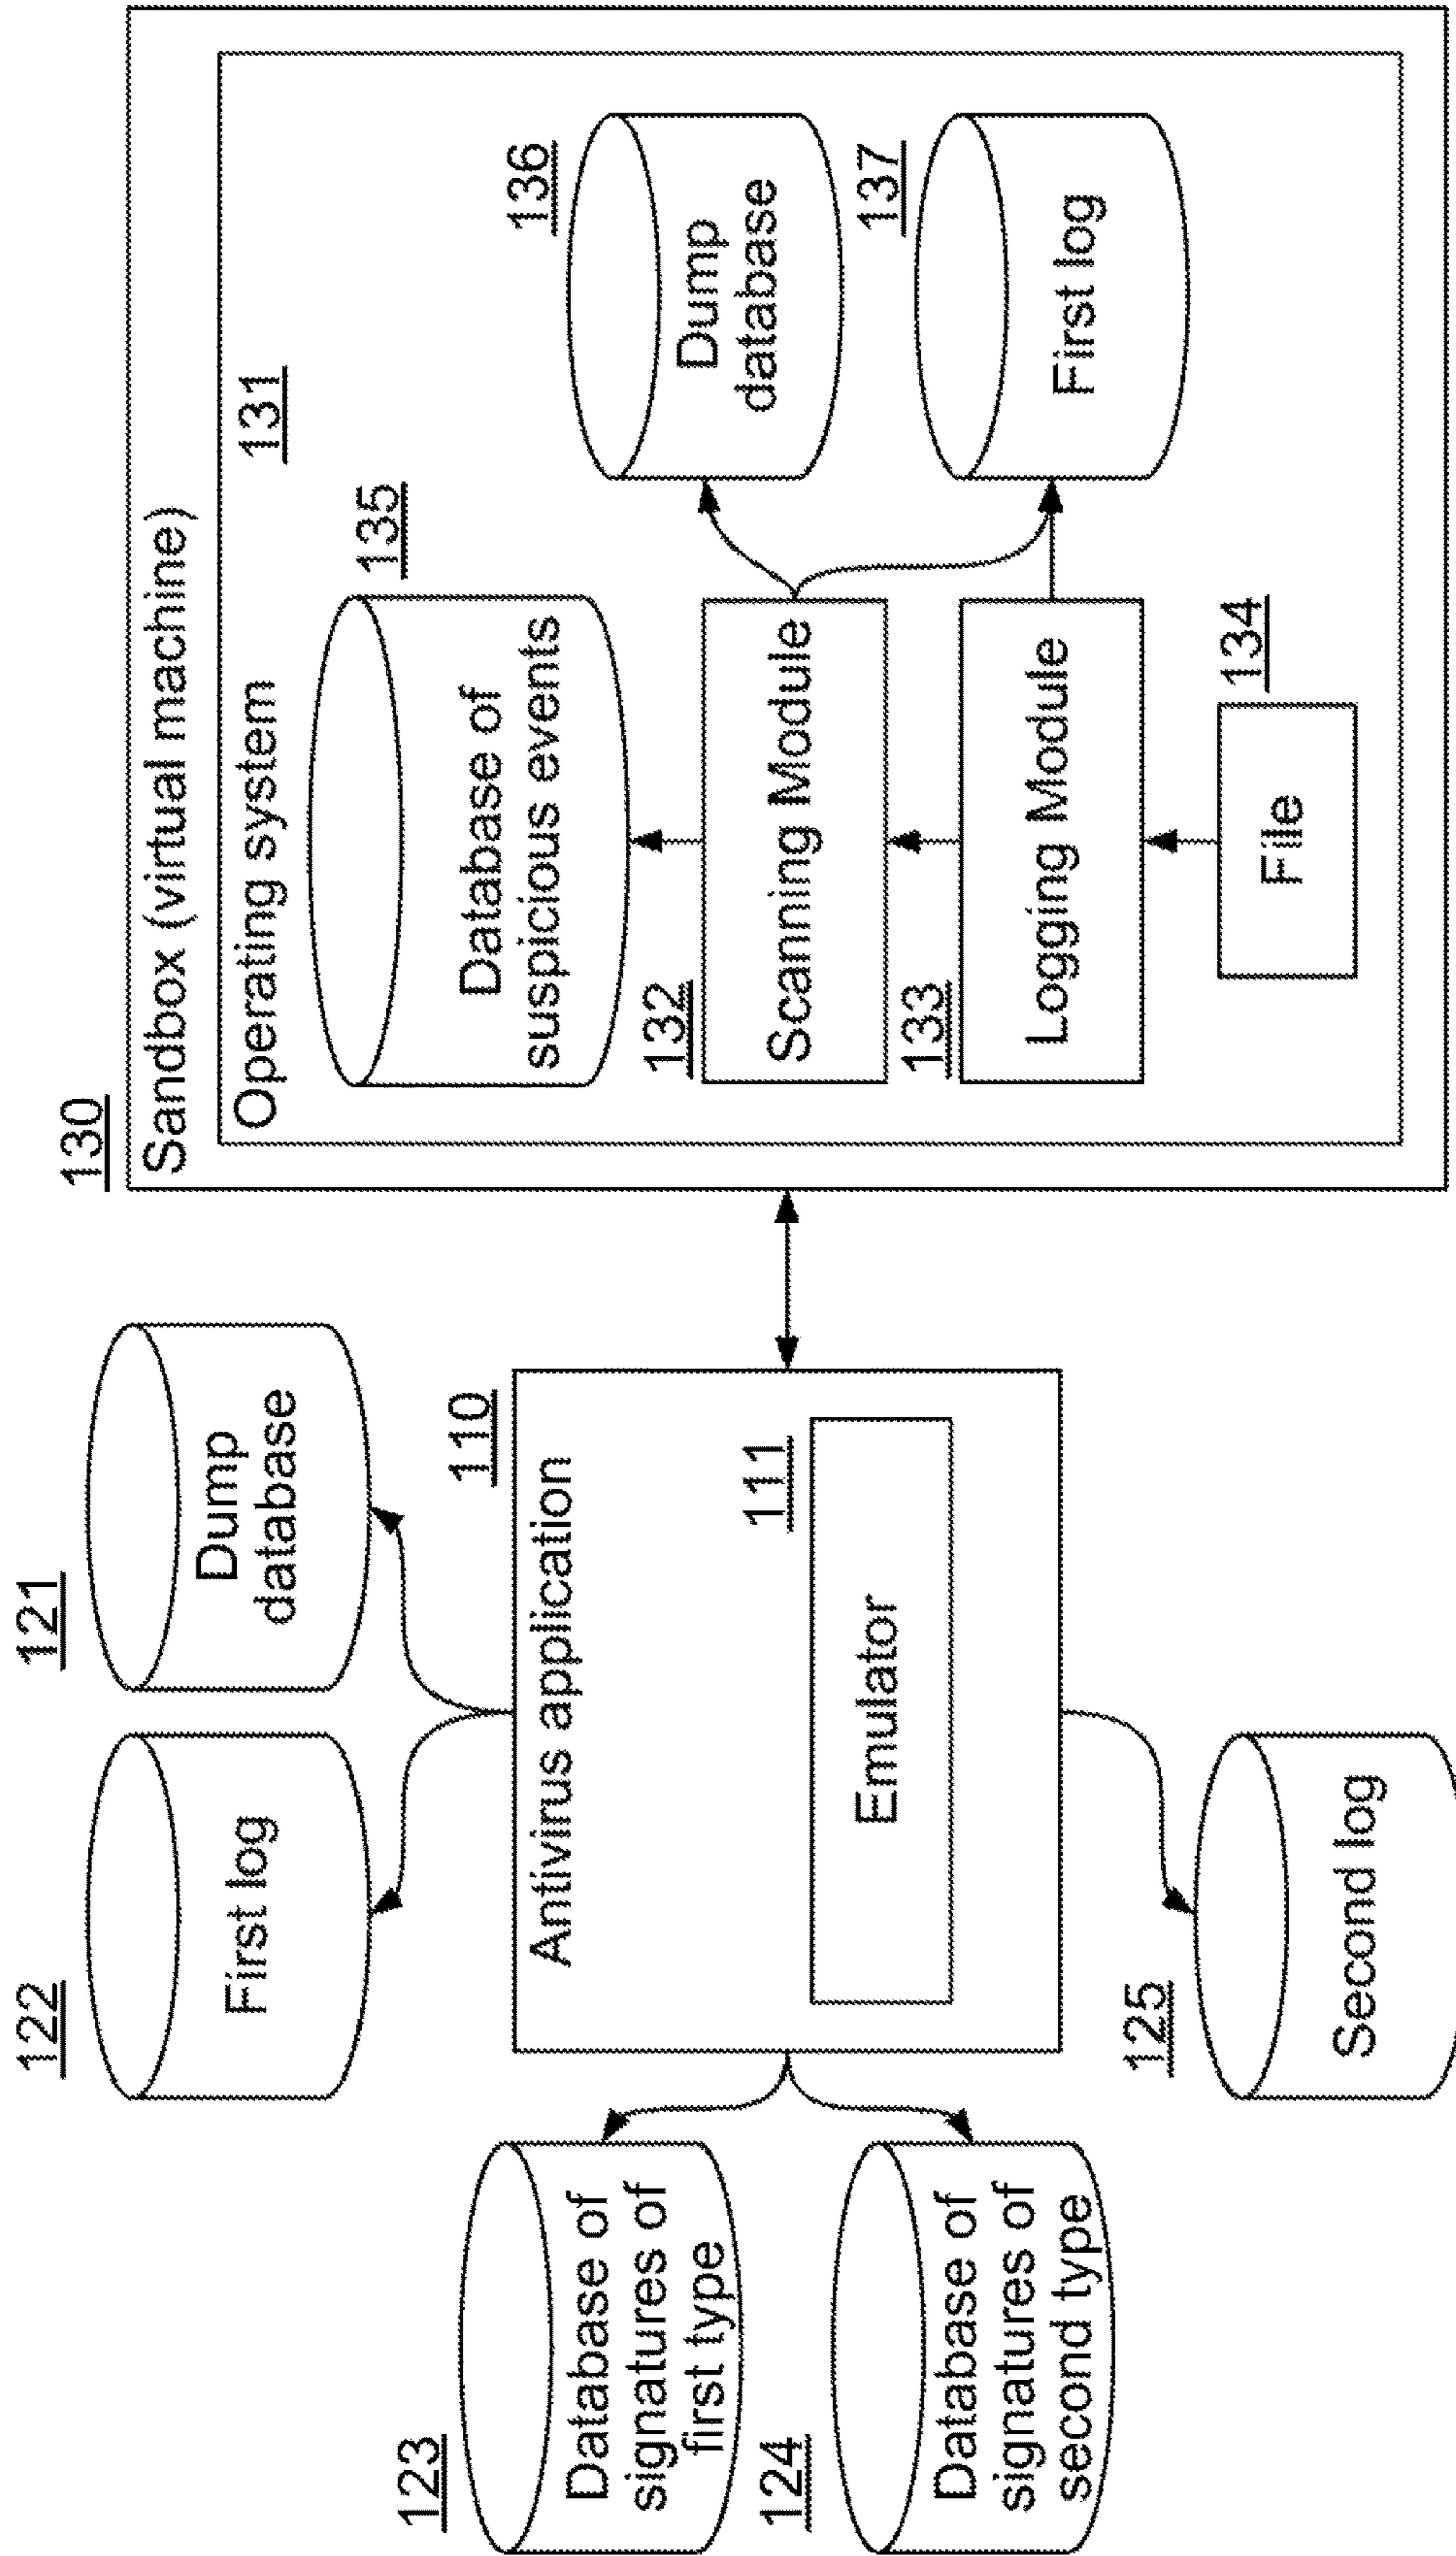 122
First log
121
Dump
database
123
Database of
signatures of
first type
124
Database of
signatures of
second type
110
Antivirus application
111
Emulator
125
Second log
130
Sandbox (virtual machine)
Operating system
131
135
Database of
suspicious events
132
Scanning Module
133
Logging Module
134
File
136
Dump
database
137
First log